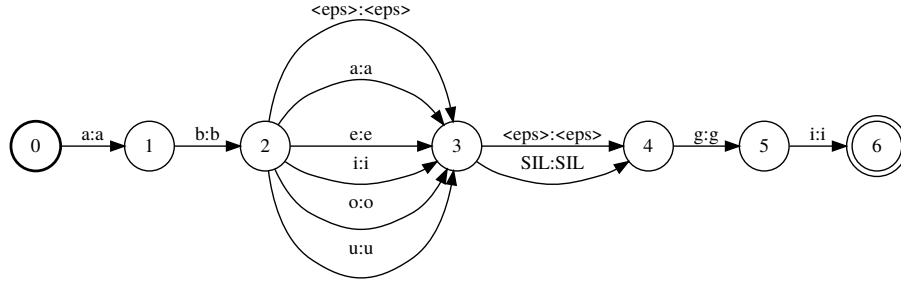 <eps>:<eps>
a:a
0 a:a 1 b:b 2 e:e 3 <eps>:<eps> 4 g:g 5 i:i 6
i:i SIL:SIL
o:o
u:u